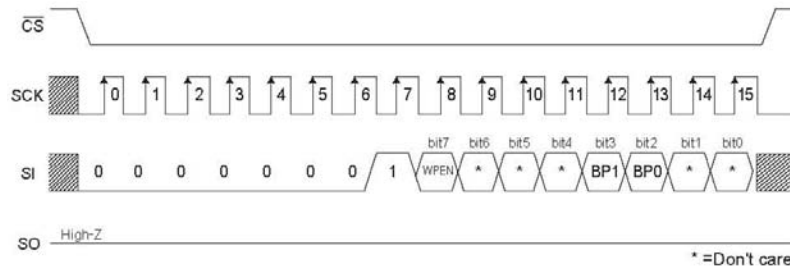 CS
SCK 0 1 2 3 4 5 6 7 8 9 10 11 12 13 14 15
bit7 bit6 bit5 bit4 bit3 bit2 bit1 bit0
SI 0 0 0 0 0 0 0 1 WPEN * * * BP1 BP0 * *
High-Z
SO
* =Don't care